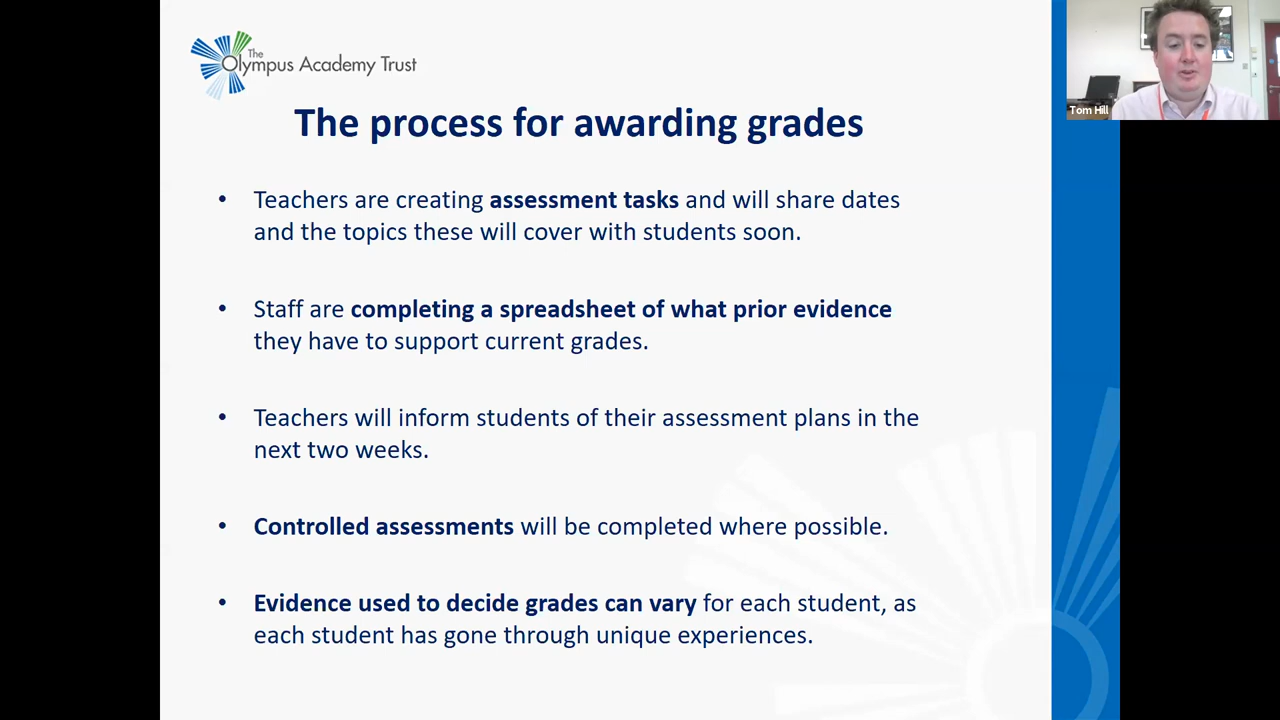 The
Olympus Academy Trust
Tom Hill
The process for awarding grades
• Teachers are creating assessment tasks and will share dates
and the topics these will cover with students soon.
• Staff are completing a spreadsheet of what prior evidence
they have to support current grades.
• Teachers will inform students of their assessment plans in the
next two weeks.
• Controlled assessments will be completed where possible.
• Evidence used to decide grades can vary for each student, as
each student has gone through unique experiences.